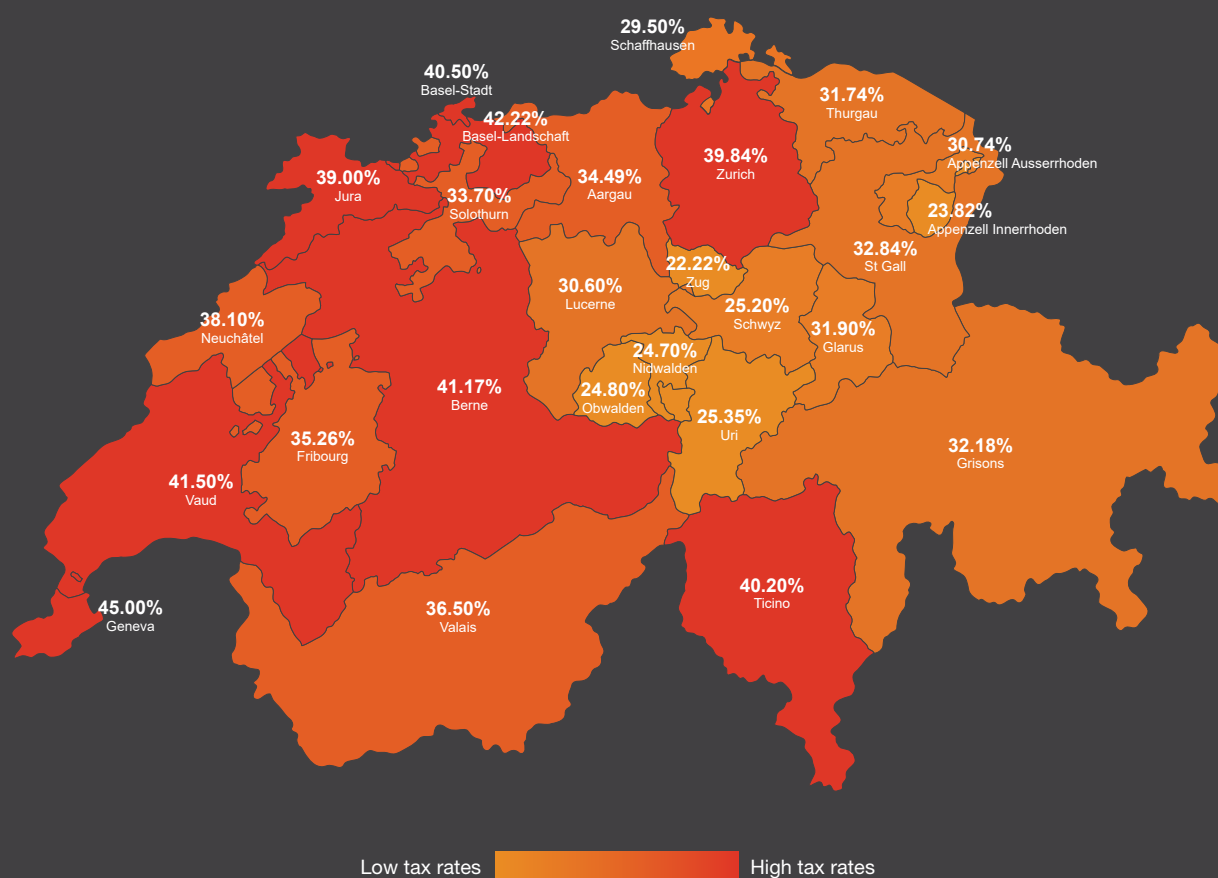 29.50%
Schaffhausen
40.50%
Basel-Stadt
42.22%
Basel-Landschaft
31.74%
Thurgau
30.74%
Appenzell Ausserrhoden
39.84%
Zurich
39.00%
Jura
34.49%
Aargau
33.70%
Solothurn
23.82%
Appenzell Innerrhoden
32.84%
St Gall
22.22%
Zug
30.60%
Lucerne
25.20%
Schwyz
38.10%
Neuchâtel
31.90%
Glarus
24.70%
Nidwalden
41.17%
Berne
24.80%
Obwalden
25.35%
Uri
35.26%
Fribourg
32.18%
Grisons
41.50%
Vaud
40.20%
Ticino
45.00%
Geneva
36.50%
Valais
Low tax rates
High tax rates